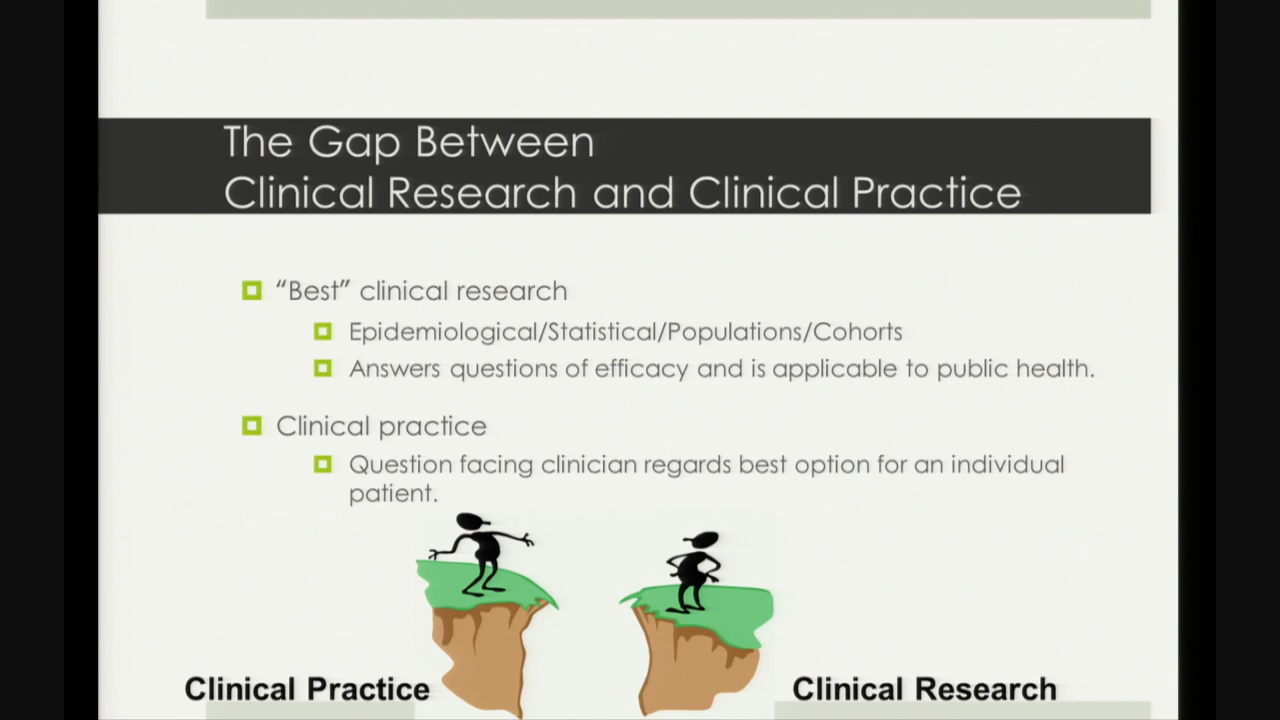 The Gap Between
Clinical Research and Clinical Practice
“Best” clinical research
Epidemiological/Statistical/Populations/Cohorts
Answers questions of efficacy and is applicable to public health.
Clinical practice
Question facing clinician regards best option for an individual
patient.
Clinical Practice
Clinical Research